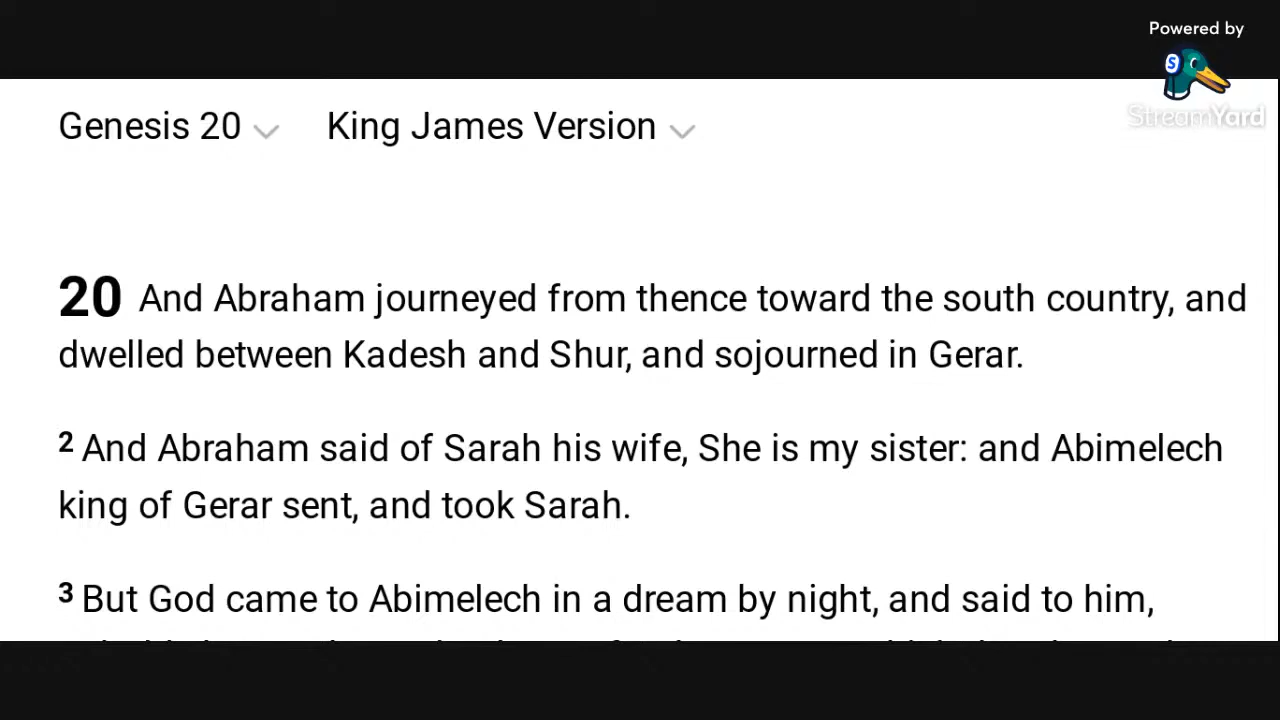 Powered by
S
StreamYard
Genesis 20 King James Version
20 And Abraham journeyed from thence toward the south country, and
dwelled between Kadesh and Shur, and sojourned in Gerar.
2 And Abraham said of Sarah his wife, She is my sister: and Abimelech
king of Gerar sent, and took Sarah.
3 But God came to Abimelech in a dream by night, and said to him,